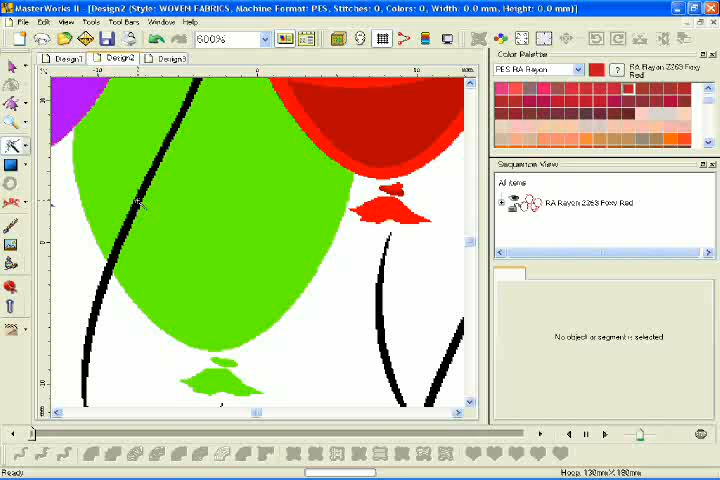 MasterWorks II - [Design2 (Style: WOVEN FABRICS, Machine Format: PES, Stitches: 0, Colors: 0, Width: 0.0 mm, Height: 0.0 mm)]
File Edit View Tools Tool Bars Window Help
600%
Design1 Design2 Design3
Color Palette
PES RA Rayon ? RA Rayon 2263 Foxy Red
Sequence View
All items
RA Rayon 2263 Foxy Red
No object or segment is selected
Ready Hoop: 130mm X 180mm